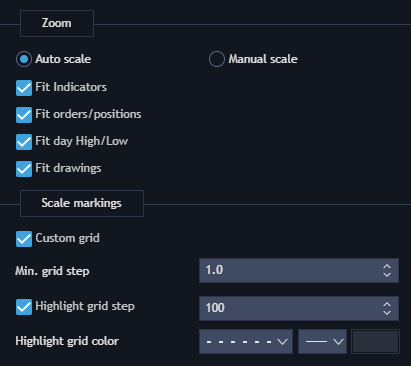 Zoom
Auto scale Manual scale
Fit Indicators
Fit orders/positions
Fit day High/Low
Fit drawings
Scale markings
Custom grid
Min. grid step 1.0
Highlight grid step 100
Highlight grid color